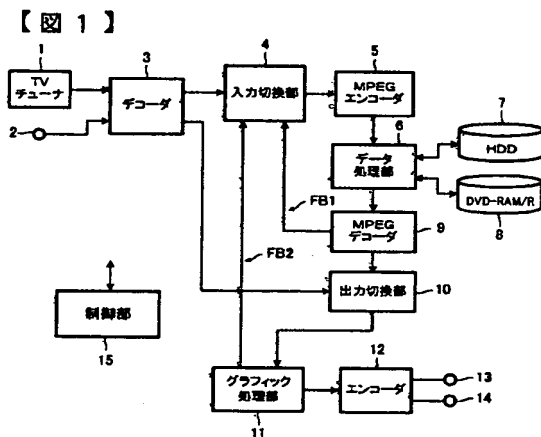 【図1】
1
TV
チューナ
2
3
デコーダ
4
入力切換部
5
MPEG
エンコーダ
6
データ
処理部
7
HDD
DVD-RAM/R
8
FB1
FB2
MPEG
デコーダ
9
出力切換部
10
制御部
15
グラフィック
処理部
11
12
エンコーダ
13
14